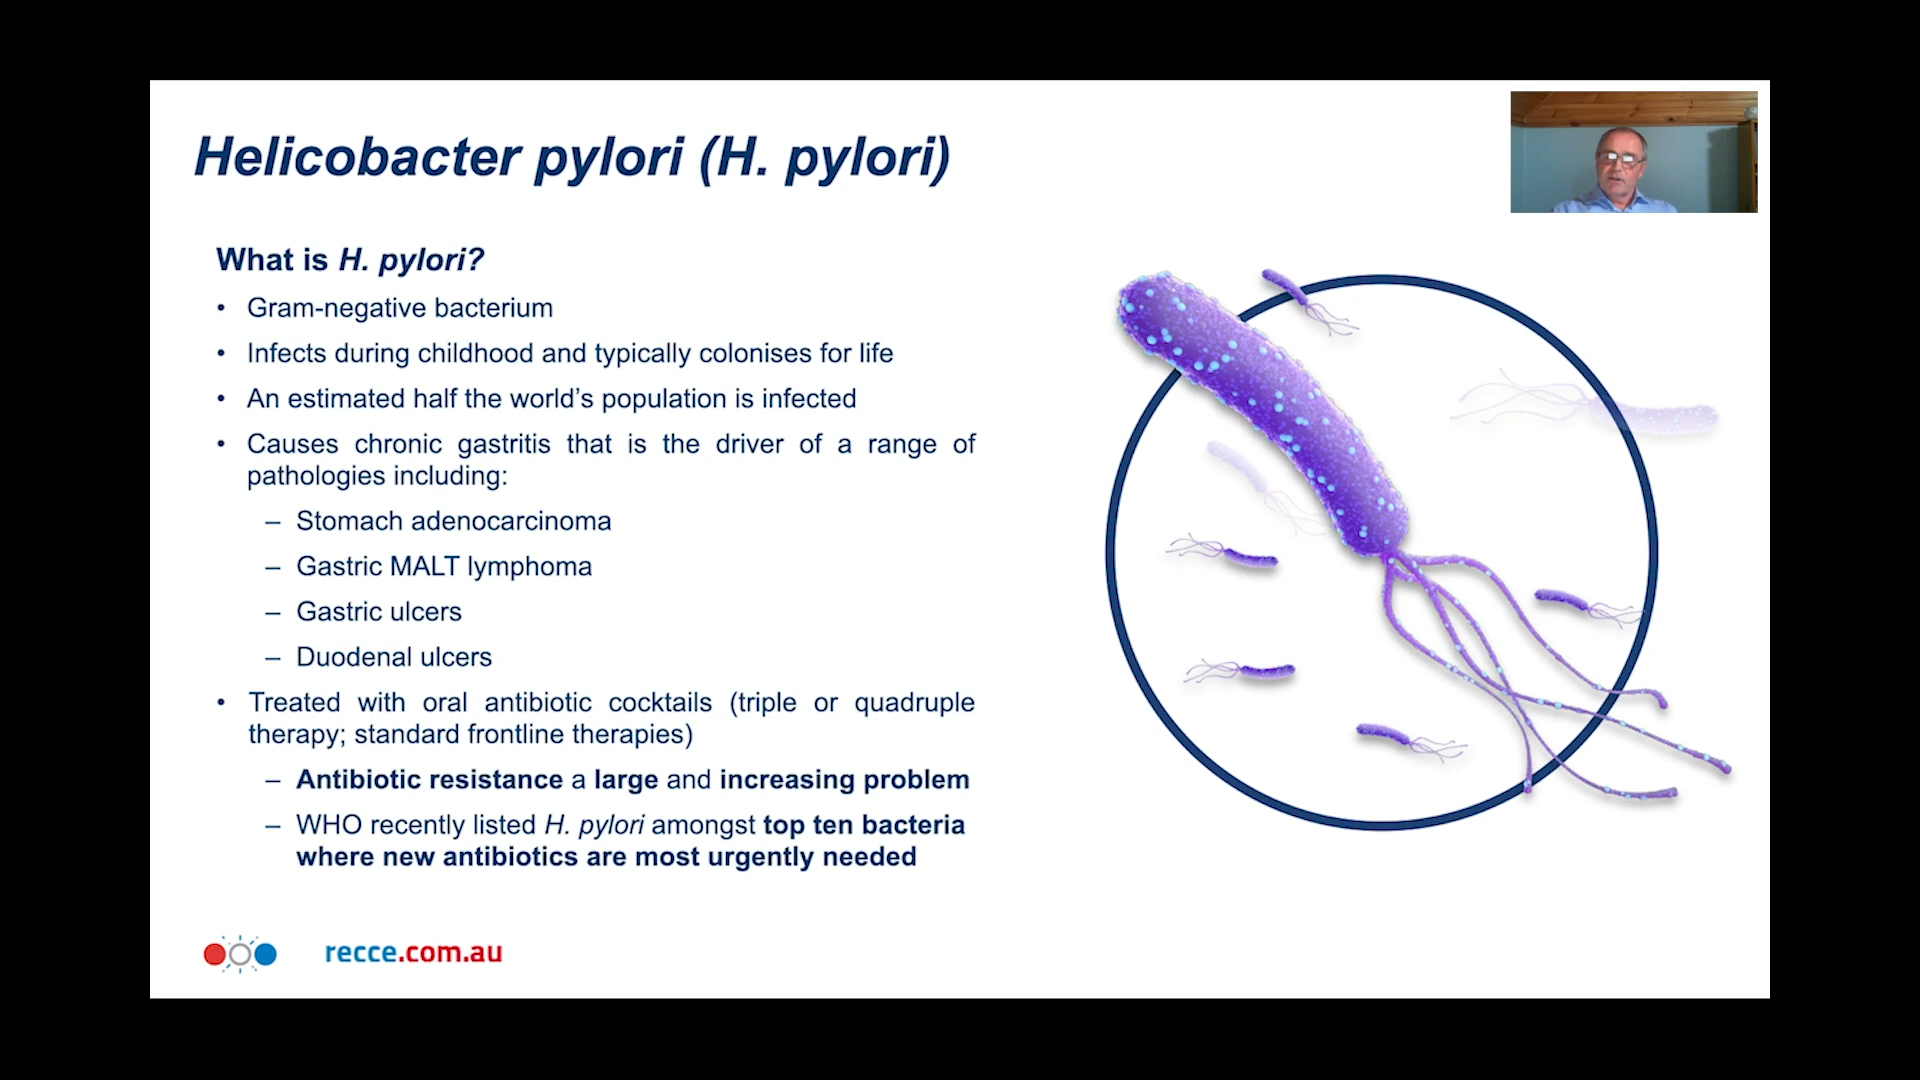 Helicobacter pylori (H. pylori)
What is H. pylori?
• Gram-negative bacterium
• Infects during childhood and typically colonises for life
• An estimated half the world’s population is infected
• Causes chronic gastritis that is the driver of a range of
pathologies including:
– Stomach adenocarcinoma
– Gastric MALT lymphoma
– Gastric ulcers
– Duodenal ulcers
• Treated with oral antibiotic cocktails (triple or quadruple
therapy; standard frontline therapies)
– Antibiotic resistance a large and increasing problem
– WHO recently listed H. pylori amongst top ten bacteria
where new antibiotics are most urgently needed
recce.com.au